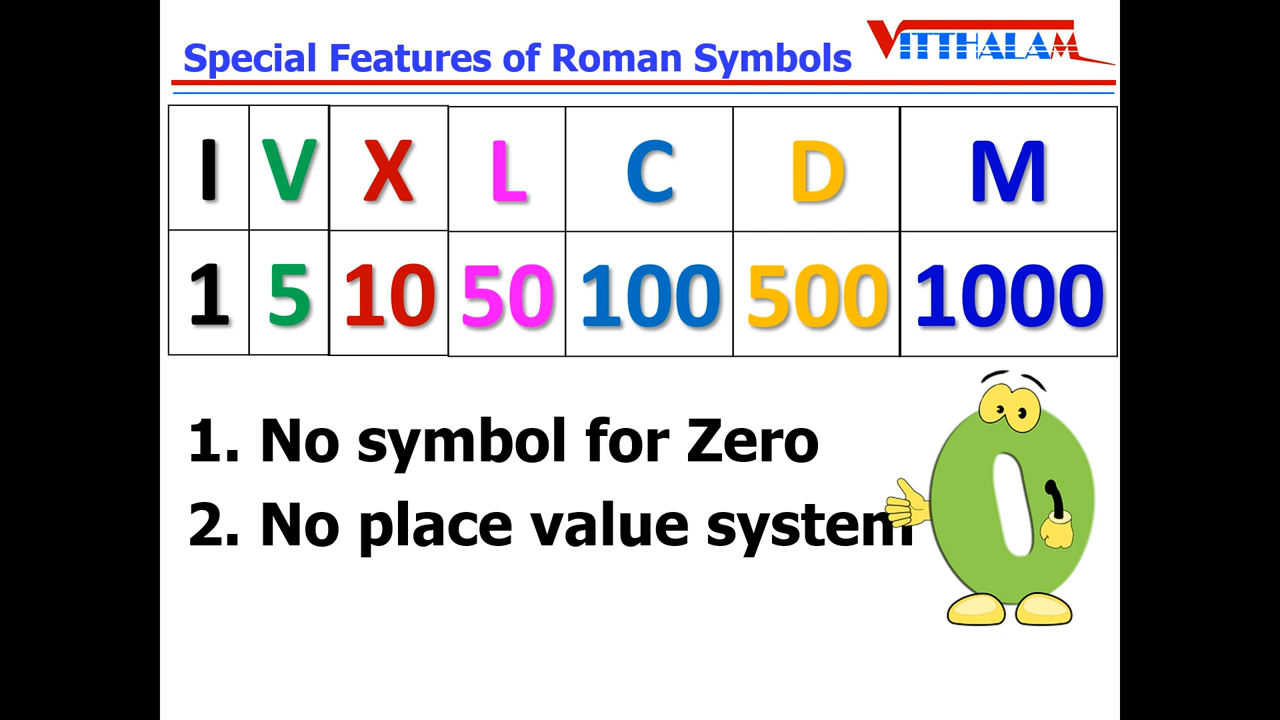 Special Features of Roman Symbols
VITTHALAM
I V X L C D M
1 5 10 50 100 500 1000
1. No symbol for Zero
2. No place value system